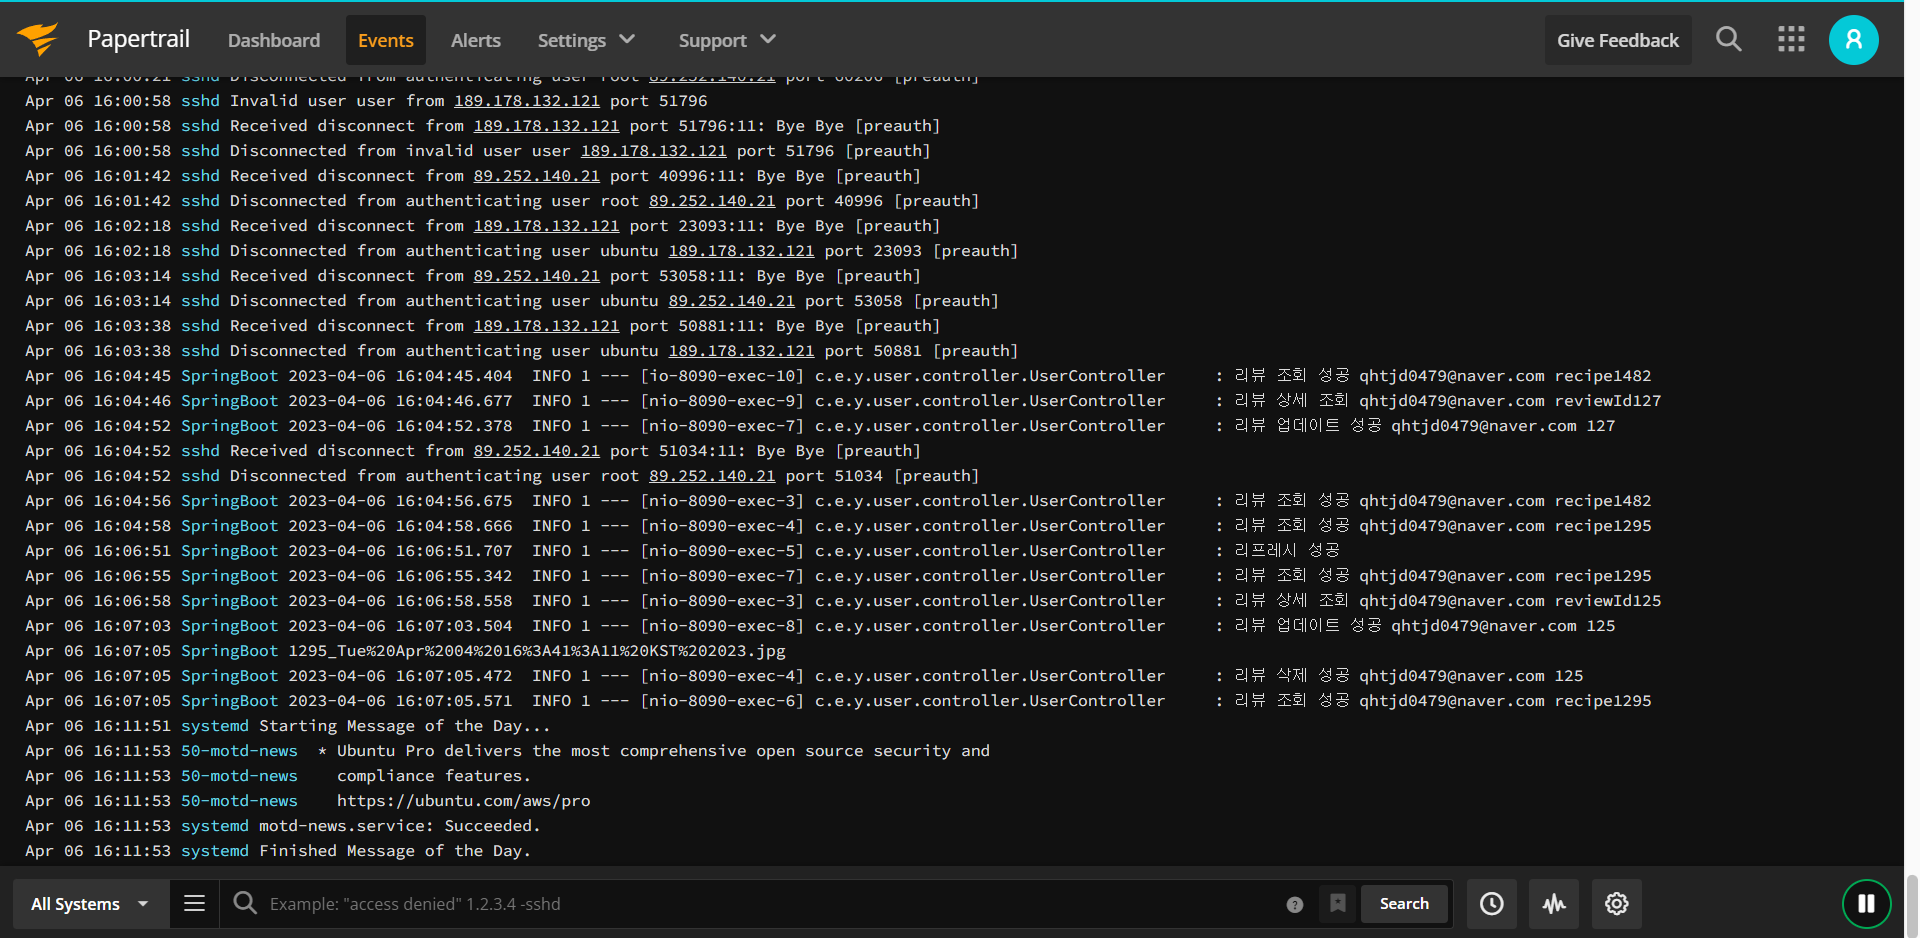 Papertrail Dashboard Events Alerts Settings Support Give Feedback
Apr 06 16:00:21 sshd Disconnected from authenticating user root 89.252.140.21 port 60206 [preauth]
Apr 06 16:00:58 sshd Invalid user user from 189.178.132.121 port 51796
Apr 06 16:00:58 sshd Received disconnect from 189.178.132.121 port 51796:11: Bye Bye [preauth]
Apr 06 16:00:58 sshd Disconnected from invalid user user 189.178.132.121 port 51796 [preauth]
Apr 06 16:01:42 sshd Received disconnect from 89.252.140.21 port 40996:11: Bye Bye [preauth]
Apr 06 16:01:42 sshd Disconnected from authenticating user root 89.252.140.21 port 40996 [preauth]
Apr 06 16:02:18 sshd Received disconnect from 189.178.132.121 port 23093:11: Bye Bye [preauth]
Apr 06 16:02:18 sshd Disconnected from authenticating user ubuntu 189.178.132.121 port 23093 [preauth]
Apr 06 16:03:14 sshd Received disconnect from 89.252.140.21 port 53058:11: Bye Bye [preauth]
Apr 06 16:03:14 sshd Disconnected from authenticating user ubuntu 89.252.140.21 port 53058 [preauth]
Apr 06 16:03:38 sshd Received disconnect from 189.178.132.121 port 50881:11: Bye Bye [preauth]
Apr 06 16:03:38 sshd Disconnected from authenticating user ubuntu 189.178.132.121 port 50881 [preauth]
Apr 06 16:04:45 SpringBoot 2023-04-06 16:04:45.404 INFO 1 --- [io-8090-exec-10] c.e.y.user.controller.UserController : 리뷰 조회 성공 qhtjd0479@naver.com recipe1482
Apr 06 16:04:46 SpringBoot 2023-04-06 16:04:46.677 INFO 1 --- [nio-8090-exec-9] c.e.y.user.controller.UserController : 리뷰 상세 조회 qhtjd0479@naver.com reviewId127
Apr 06 16:04:52 SpringBoot 2023-04-06 16:04:52.378 INFO 1 --- [nio-8090-exec-7] c.e.y.user.controller.UserController : 리뷰 업데이트 성공 qhtjd0479@naver.com 127
Apr 06 16:04:52 sshd Received disconnect from 89.252.140.21 port 51034:11: Bye Bye [preauth]
Apr 06 16:04:52 sshd Disconnected from authenticating user root 89.252.140.21 port 51034 [preauth]
Apr 06 16:04:56 SpringBoot 2023-04-06 16:04:56.675 INFO 1 --- [nio-8090-exec-3] c.e.y.user.controller.UserController : 리뷰 조회 성공 qhtjd0479@naver.com recipe1482
Apr 06 16:04:58 SpringBoot 2023-04-06 16:04:58.666 INFO 1 --- [nio-8090-exec-4] c.e.y.user.controller.UserController : 리뷰 조회 성공 qhtjd0479@naver.com recipe1295
Apr 06 16:06:51 SpringBoot 2023-04-06 16:06:51.707 INFO 1 --- [nio-8090-exec-5] c.e.y.user.controller.UserController : 리프레시 성공
Apr 06 16:06:55 SpringBoot 2023-04-06 16:06:55.342 INFO 1 --- [nio-8090-exec-7] c.e.y.user.controller.UserController : 리뷰 조회 성공 qhtjd0479@naver.com recipe1295
Apr 06 16:06:58 SpringBoot 2023-04-06 16:06:58.558 INFO 1 --- [nio-8090-exec-3] c.e.y.user.controller.UserController : 리뷰 상세 조회 qhtjd0479@naver.com reviewId125
Apr 06 16:07:03 SpringBoot 2023-04-06 16:07:03.504 INFO 1 --- [nio-8090-exec-8] c.e.y.user.controller.UserController : 리뷰 업데이트 성공 qhtjd0479@naver.com 125
Apr 06 16:07:05 SpringBoot 1295_Tue%20Apr%2004%2016%3A41%3A11%20KST%202023.jpg
Apr 06 16:07:05 SpringBoot 2023-04-06 16:07:05.472 INFO 1 --- [nio-8090-exec-4] c.e.y.user.controller.UserController : 리뷰 삭제 성공 qhtjd0479@naver.com 125
Apr 06 16:07:05 SpringBoot 2023-04-06 16:07:05.571 INFO 1 --- [nio-8090-exec-6] c.e.y.user.controller.UserController : 리뷰 조회 성공 qhtjd0479@naver.com recipe1295
Apr 06 16:11:51 systemd Starting Message of the Day...
Apr 06 16:11:53 50-motd-news * Ubuntu Pro delivers the most comprehensive open source security and
Apr 06 16:11:53 50-motd-news compliance features.
Apr 06 16:11:53 50-motd-news https://ubuntu.com/aws/pro
Apr 06 16:11:53 systemd motd-news.service: Succeeded.
Apr 06 16:11:53 systemd Finished Message of the Day.
All Systems Example: "access denied" 1.2.3.4 -sshd ? Search